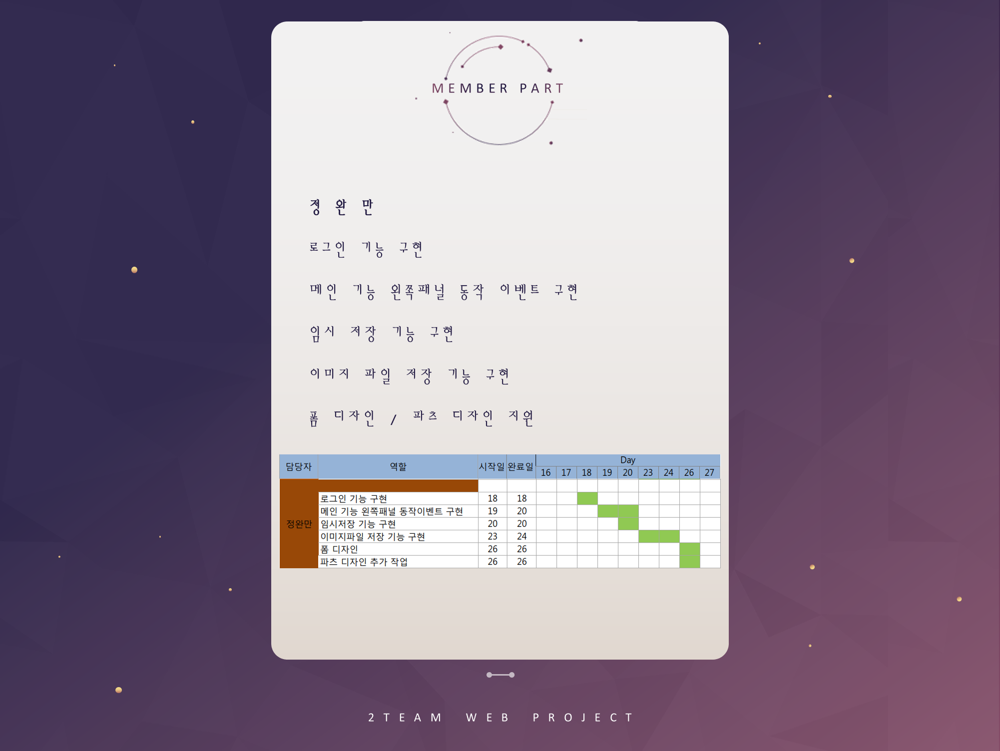 MEMBER PART
정 완 만
로그인 기능 구현
메인 기능 왼쪽패널 동작 이벤트 구현
임시 저장 기능 구현
이미지 파일 저장 기능 구현
폼 디자인 / 파츠 디자인 지원
담당자 역할 시작일 완료일 Day
16 17 18 19 20 23 24 26 27
정완만
로그인 기능 구현 18 18
메인 기능 왼쪽패널 동작이벤트 구현 19 20
임시저장 기능 구현 20 20
이미지파일 저장 기능 구현 23 24
폼 디자인 26 26
파츠 디자인 추가 작업 26 26
2TEAM WEB PROJECT